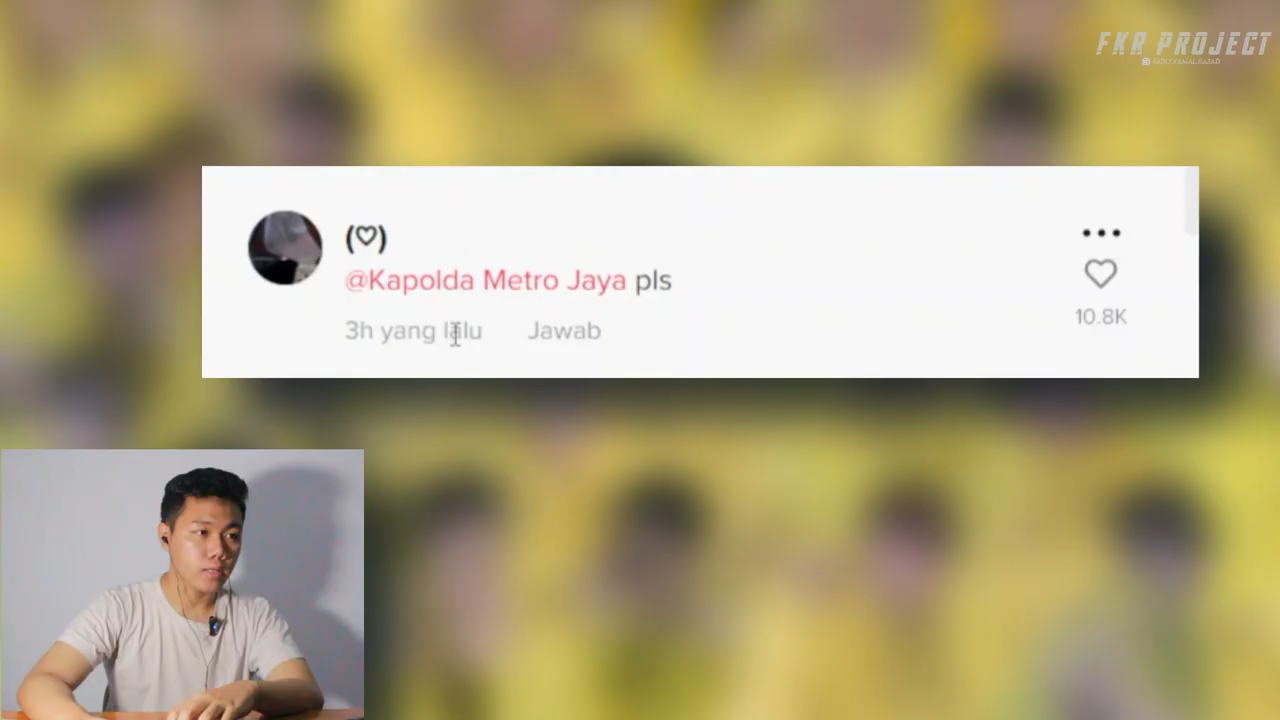 FKR PROJECT
(♡)
@Kapolda Metro Jaya pls
3h yang lalu Jawab
10.8K